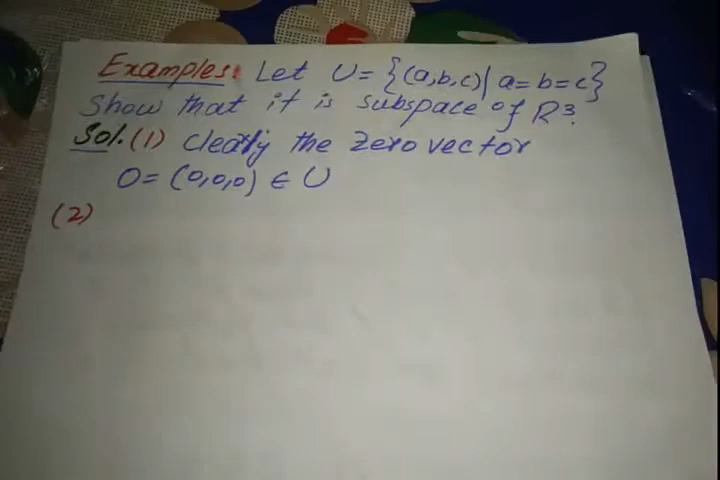 Examples: Let U = {(a,b,c)| a=b=c}
Show that it is subspace of R³.
Sol. (1) Clearly the zero vector
O = (0,0,0) ∈ U
(2)